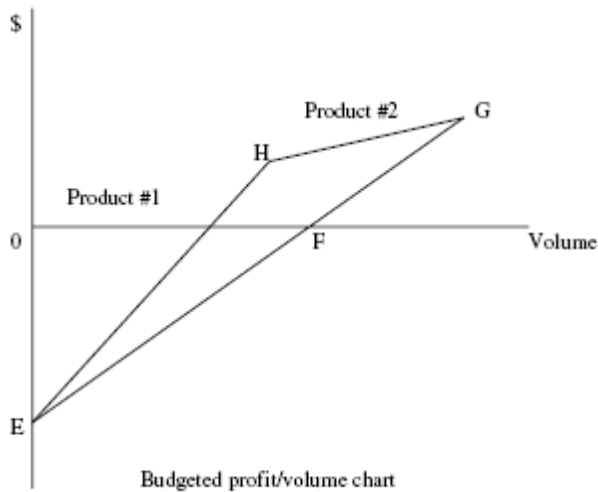 $
Product #2
G
H
Product #1
0
F
Volume
E
Budgeted profit/volume chart